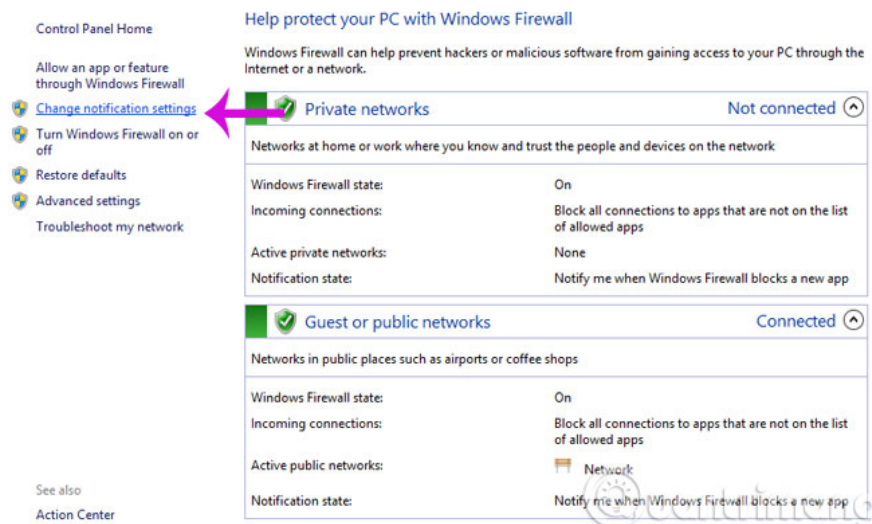 Control Panel Home
Allow an app or feature
through Windows Firewall
Change notification settings
Turn Windows Firewall on or
off
Restore defaults
Advanced settings
Troubleshoot my network
See also
Action Center
Help protect your PC with Windows Firewall
Windows Firewall can help prevent hackers or malicious software from gaining access to your PC through the
Internet or a network.
Private networks Not connected
Networks at home or work where you know and trust the people and devices on the network
Windows Firewall state: On
Incoming connections: Block all connections to apps that are not on the list
of allowed apps
Active private networks: None
Notification state: Notify me when Windows Firewall blocks a new app
Guest or public networks Connected
Networks in public places such as airports or coffee shops
Windows Firewall state: On
Incoming connections: Block all connections to apps that are not on the list
of allowed apps
Active public networks: Network
Notification state: Notify me when Windows Firewall blocks a new app